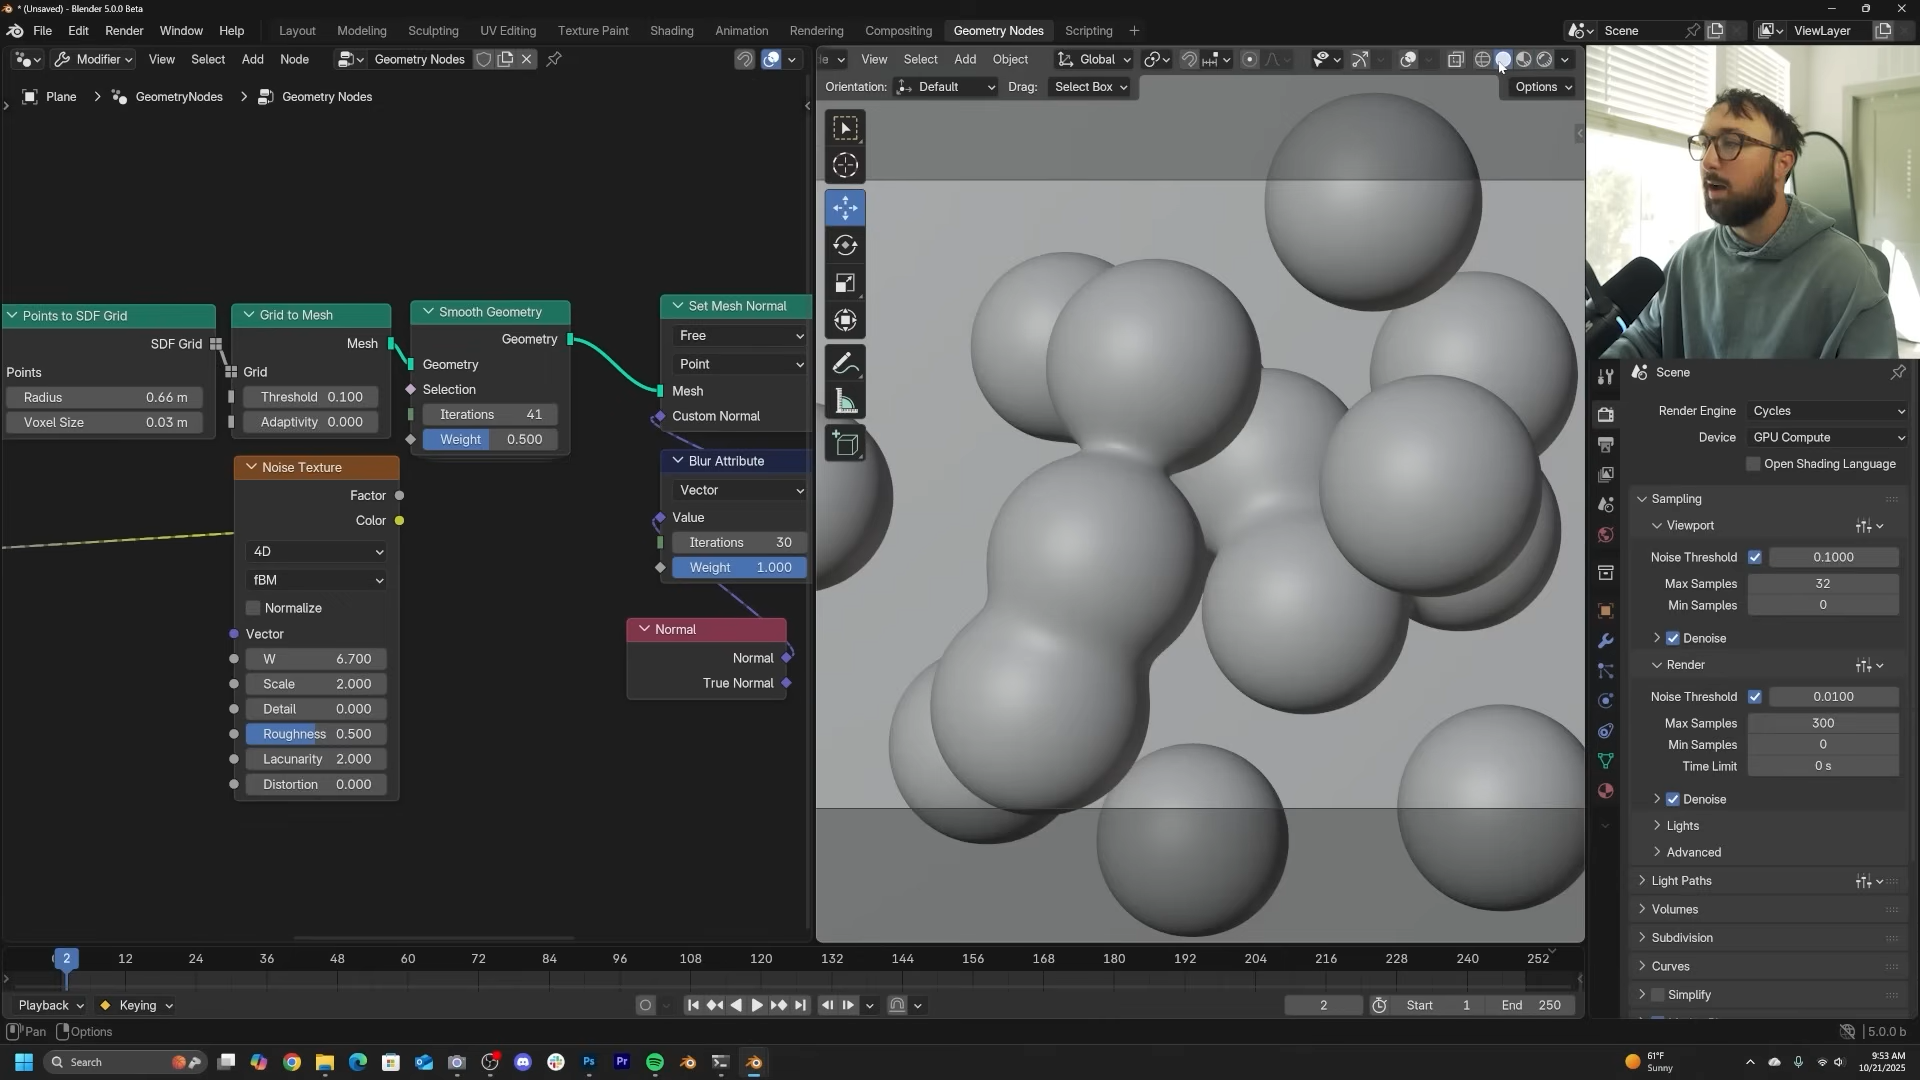 * (Unsaved) - Blender 5.0.0 Beta
File Edit Render Window Help
Layout Modeling Sculpting UV Editing Texture Paint Shading Animation Rendering Compositing Geometry Nodes Scripting +
Scene
ViewLayer
Modifier View Select Add Node
Geometry Nodes
View Select Add Object Global
Plane > GeometryNodes > Geometry Nodes
Orientation: Default Drag: Select Box
Options
Points to SDF Grid
SDF Grid
Points
Radius 0.66 m
Voxel Size 0.03 m
Grid to Mesh
Mesh
Grid
Threshold 0.100
Adaptivity 0.000
Smooth Geometry
Geometry
Geometry
Selection
Iterations 41
Weight 0.500
Set Mesh Normal
Free
Point
Mesh
Custom Normal
Noise Texture
Factor
Color
4D
fBM
Normalize
Vector
W 6.700
Scale 2.000
Detail 0.000
Roughness 0.500
Lacunarity 2.000
Distortion 0.000
Blur Attribute
Vector
Value
Iterations 30
Weight 1.000
Normal
Normal
True Normal
Scene
Render Engine Cycles
Device GPU Compute
Open Shading Language
Sampling
Viewport
Noise Threshold 0.1000
Max Samples 32
Min Samples 0
Denoise
Render
Noise Threshold 0.0100
Max Samples 300
Min Samples 0
Time Limit 0 s
Denoise
Lights
Advanced
Light Paths
Volumes
Subdivision
Curves
Simplify
2 12 24 36 48 60 72 84 96 108 120 132 144 156 168 180 192 204 216 228 240 252
Playback Keying
2 Start 1 End 250
Pan Options
5.0.0 b
Search
61°F
Sunny
9:53 AM
10/21/2025